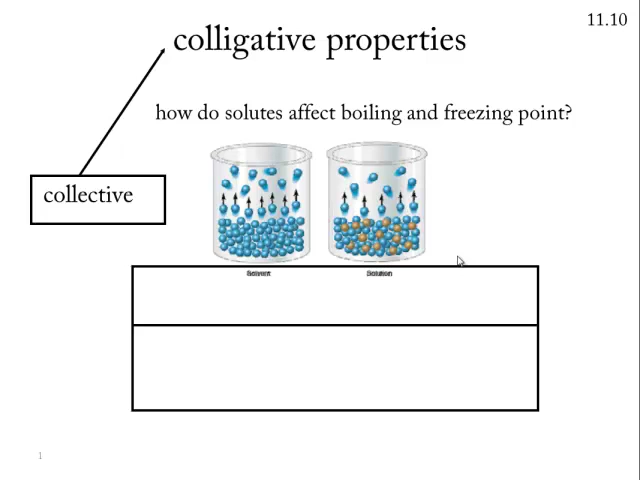 11.10
colligative properties
how do solutes affect boiling and freezing point?
collective
Solvent
Solution
1